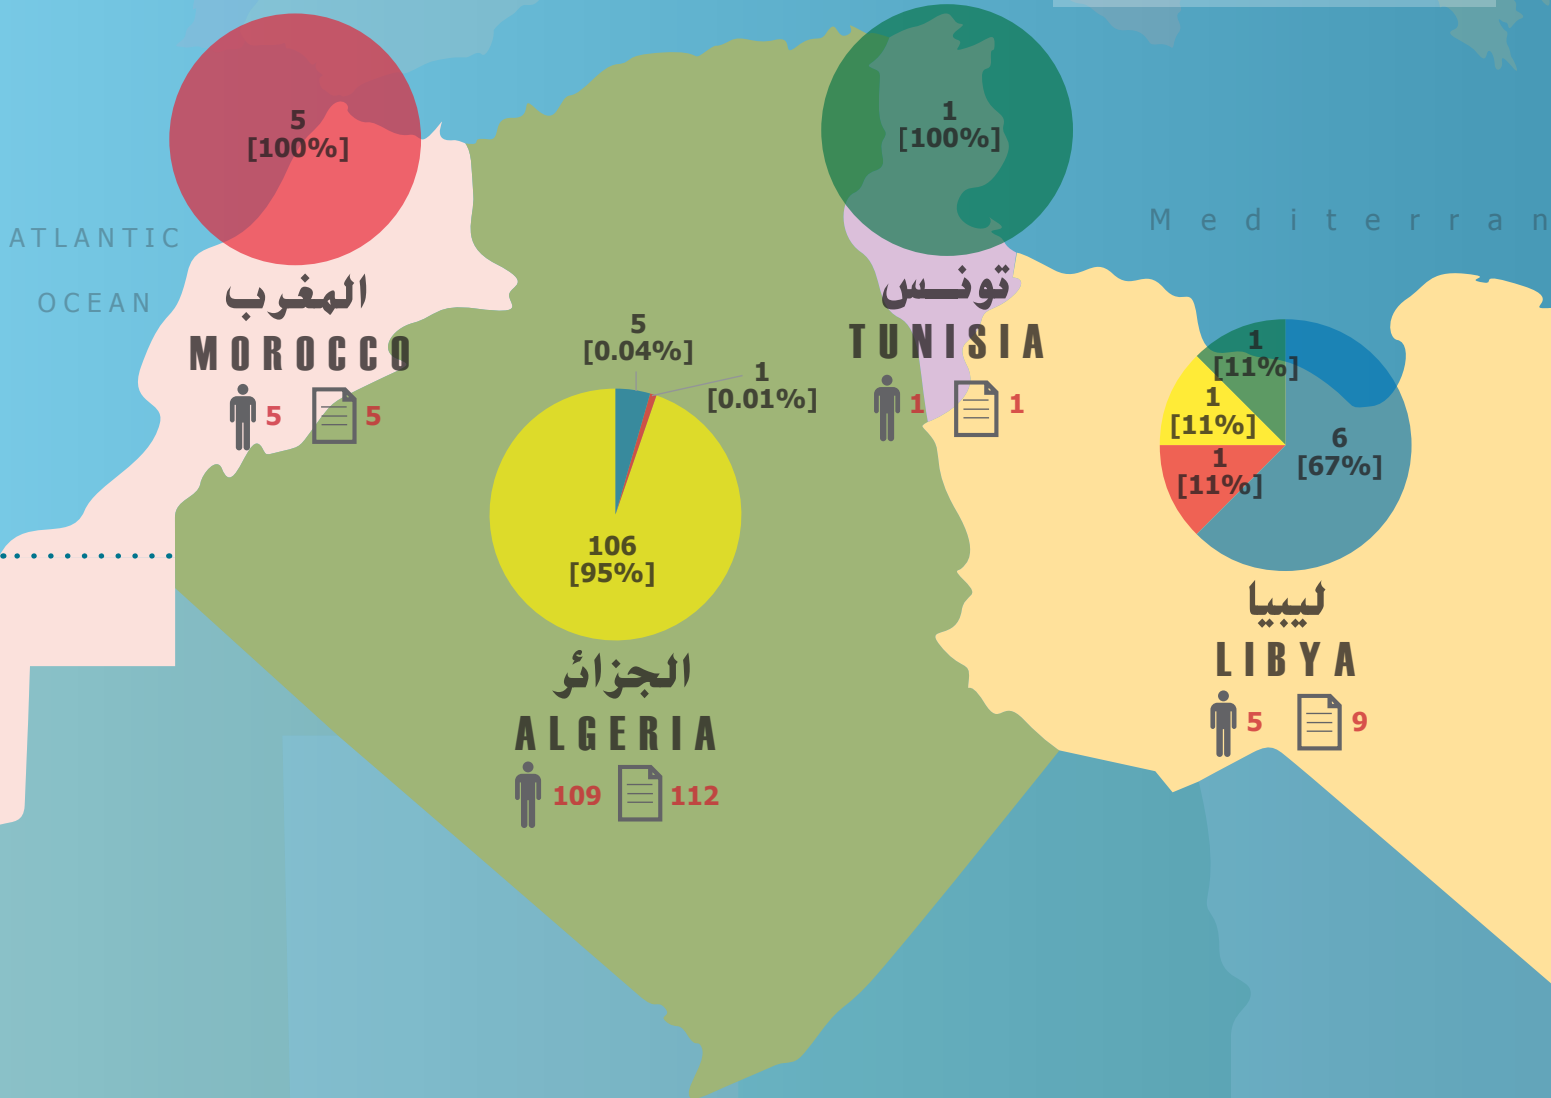 5
[100%]
1
[100%]
ATLANTIC
OCEAN
Mediterran
المغرب
MOROCCO
5
5
تونس
TUNISIA
1
1
5
[0.04%]
1
[0.01%]
106
[95%]
الجزائر
ALGERIA
109
112
1
[11%]
1
[11%]
1
[11%]
6
[67%]
ليبيا
LIBYA
5
9